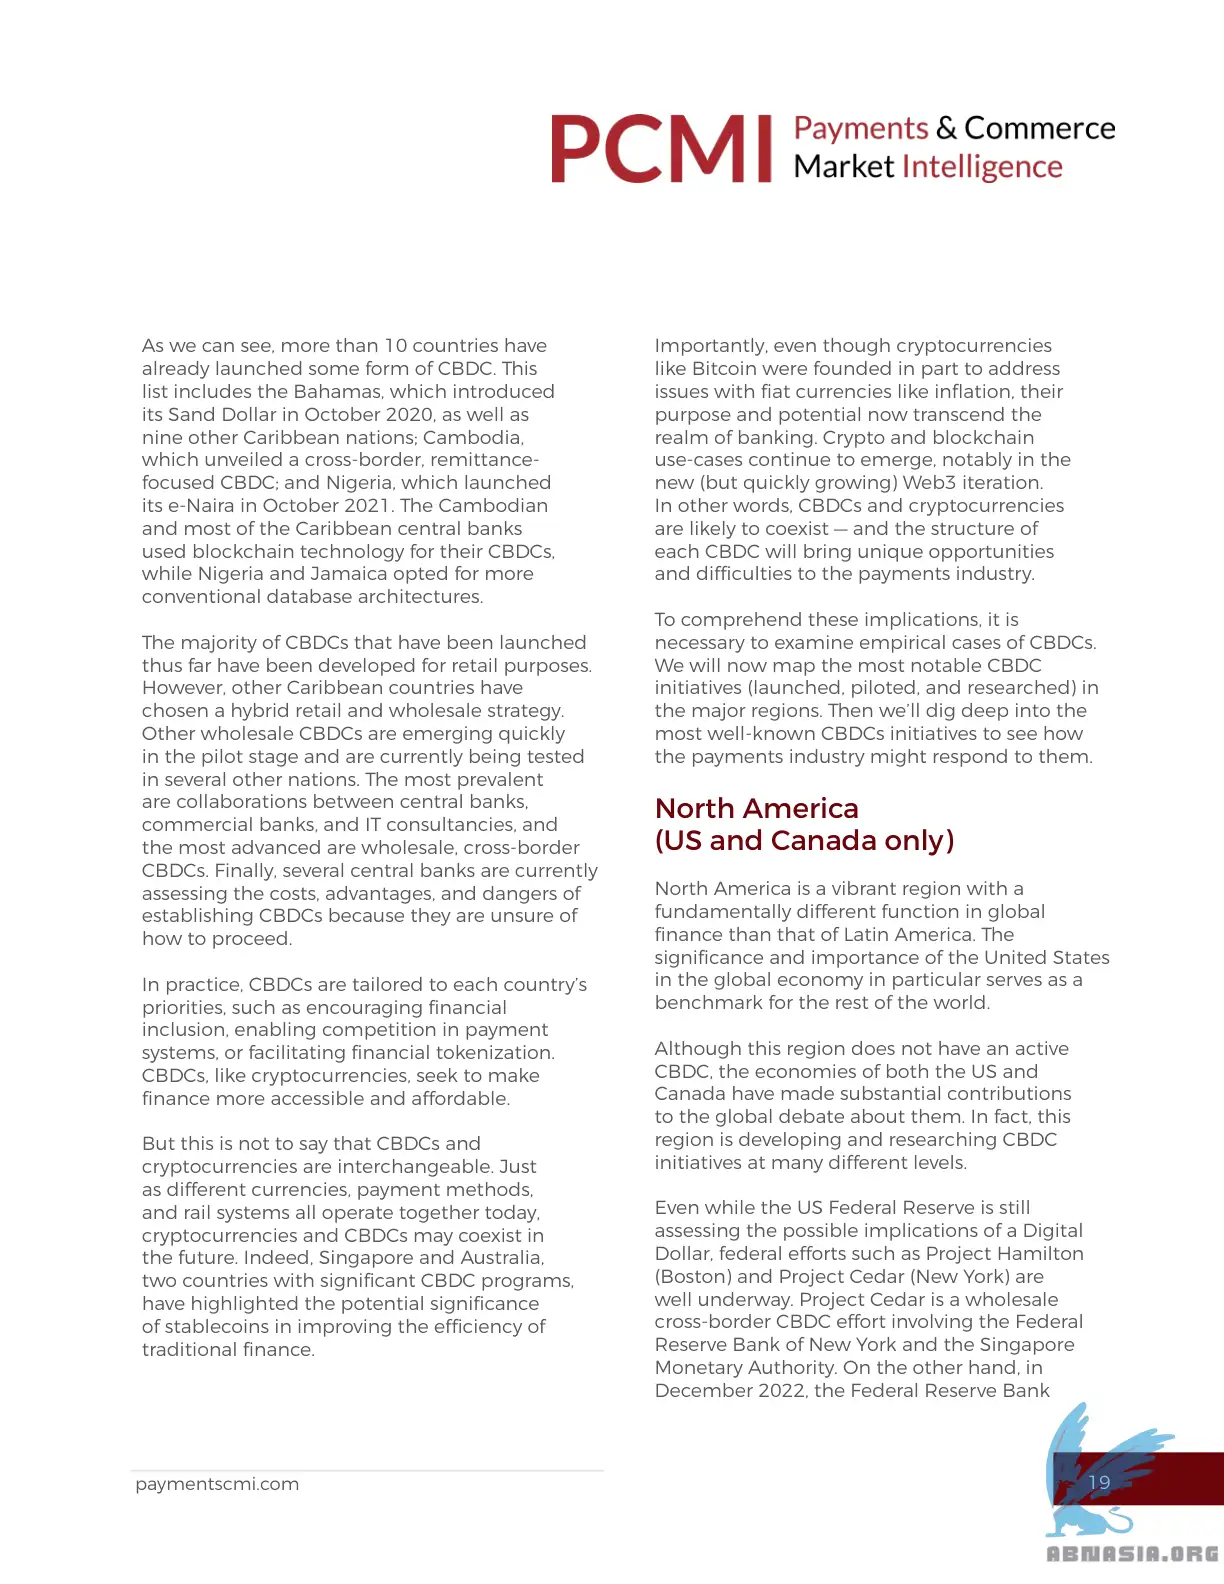 PCMI
Payments & Commerce
Market Intelligence
As we can see, more than 10 countries have
already launched some form of CBDC. This
list includes the Bahamas, which introduced
its Sand Dollar in October 2020, as well as
nine other Caribbean nations; Cambodia,
which unveiled a cross-border, remittance-
focused CBDC; and Nigeria, which launched
its e-Naira in October 2021. The Cambodian
and most of the Caribbean central banks
used blockchain technology for their CBDCs,
while Nigeria and Jamaica opted for more
conventional database architectures.
The majority of CBDCs that have been launched
thus far have been developed for retail purposes.
However, other Caribbean countries have
chosen a hybrid retail and wholesale strategy.
Other wholesale CBDCs are emerging quickly
in the pilot stage and are currently being tested
in several other nations. The most prevalent
are collaborations between central banks,
commercial banks, and IT consultancies, and
the most advanced are wholesale, cross-border
CBDCs. Finally, several central banks are currently
assessing the costs, advantages, and dangers of
establishing CBDCs because they are unsure of
how to proceed.
In practice, CBDCs are tailored to each country's
priorities, such as encouraging financial
inclusion, enabling competition in payment
systems, or facilitating financial tokenization.
CBDCs, like cryptocurrencies, seek to make
finance more accessible and affordable.
But this is not to say that CBDCs and
cryptocurrencies are interchangeable. Just
as different currencies, payment methods,
and rail systems all operate together today,
cryptocurrencies and CBDCs may coexist in
the future. Indeed, Singapore and Australia,
two countries with significant CBDC programs,
have highlighted the potential significance
of stablecoins in improving the efficiency of
traditional finance.
Importantly, even though cryptocurrencies
like Bitcoin were founded in part to address
issues with fiat currencies like inflation, their
purpose and potential now transcend the
realm of banking. Crypto and blockchain
use-cases continue to emerge, notably in the
new (but quickly growing) Web3 iteration.
In other words, CBDCs and cryptocurrencies
are likely to coexist — and the structure of
each CBDC will bring unique opportunities
and difficulties to the payments industry.
To comprehend these implications, it is
necessary to examine empirical cases of CBDCs.
We will now map the most notable CBDC
initiatives (launched, piloted, and researched) in
the major regions. Then we'll dig deep into the
most well-known CBDCs initiatives to see how
the payments industry might respond to them.
North America
(US and Canada only)
North America is a vibrant region with a
fundamentally different function in global
finance than that of Latin America. The
significance and importance of the United States
in the global economy in particular serves as a
benchmark for the rest of the world.
Although this region does not have an active
CBDC, the economies of both the US and
Canada have made substantial contributions
to the global debate about them. In fact, this
region is developing and researching CBDC
initiatives at many different levels.
Even while the US Federal Reserve is still
assessing the possible implications of a Digital
Dollar, federal efforts such as Project Hamilton
(Boston) and Project Cedar (New York) are
well underway. Project Cedar is a wholesale
cross-border CBDC effort involving the Federal
Reserve Bank of New York and the Singapore
Monetary Authority. On the other hand, in
December 2022, the Federal Reserve Bank
paymentscmi.com
19
ABNASIA.ORG